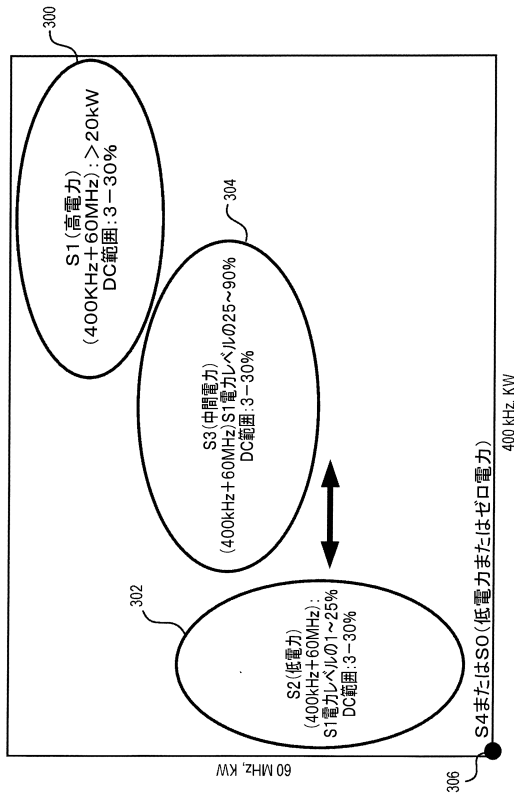 300
S1(高電力)
(400KHz+60MHz):>20kW
DC範囲:3-30%
304
S3(中間電力)
(400kHz+60MHz)S1電力レベルの25~90%
DC範囲:3-30%
302
S2(低電力)
(400kHz+60MHz):
S1電力レベルの1~25%
DC範囲:3-30%
60 MHz, KW
S4またはS0(低電力またはゼロ電力)
306
400 kHz, KW